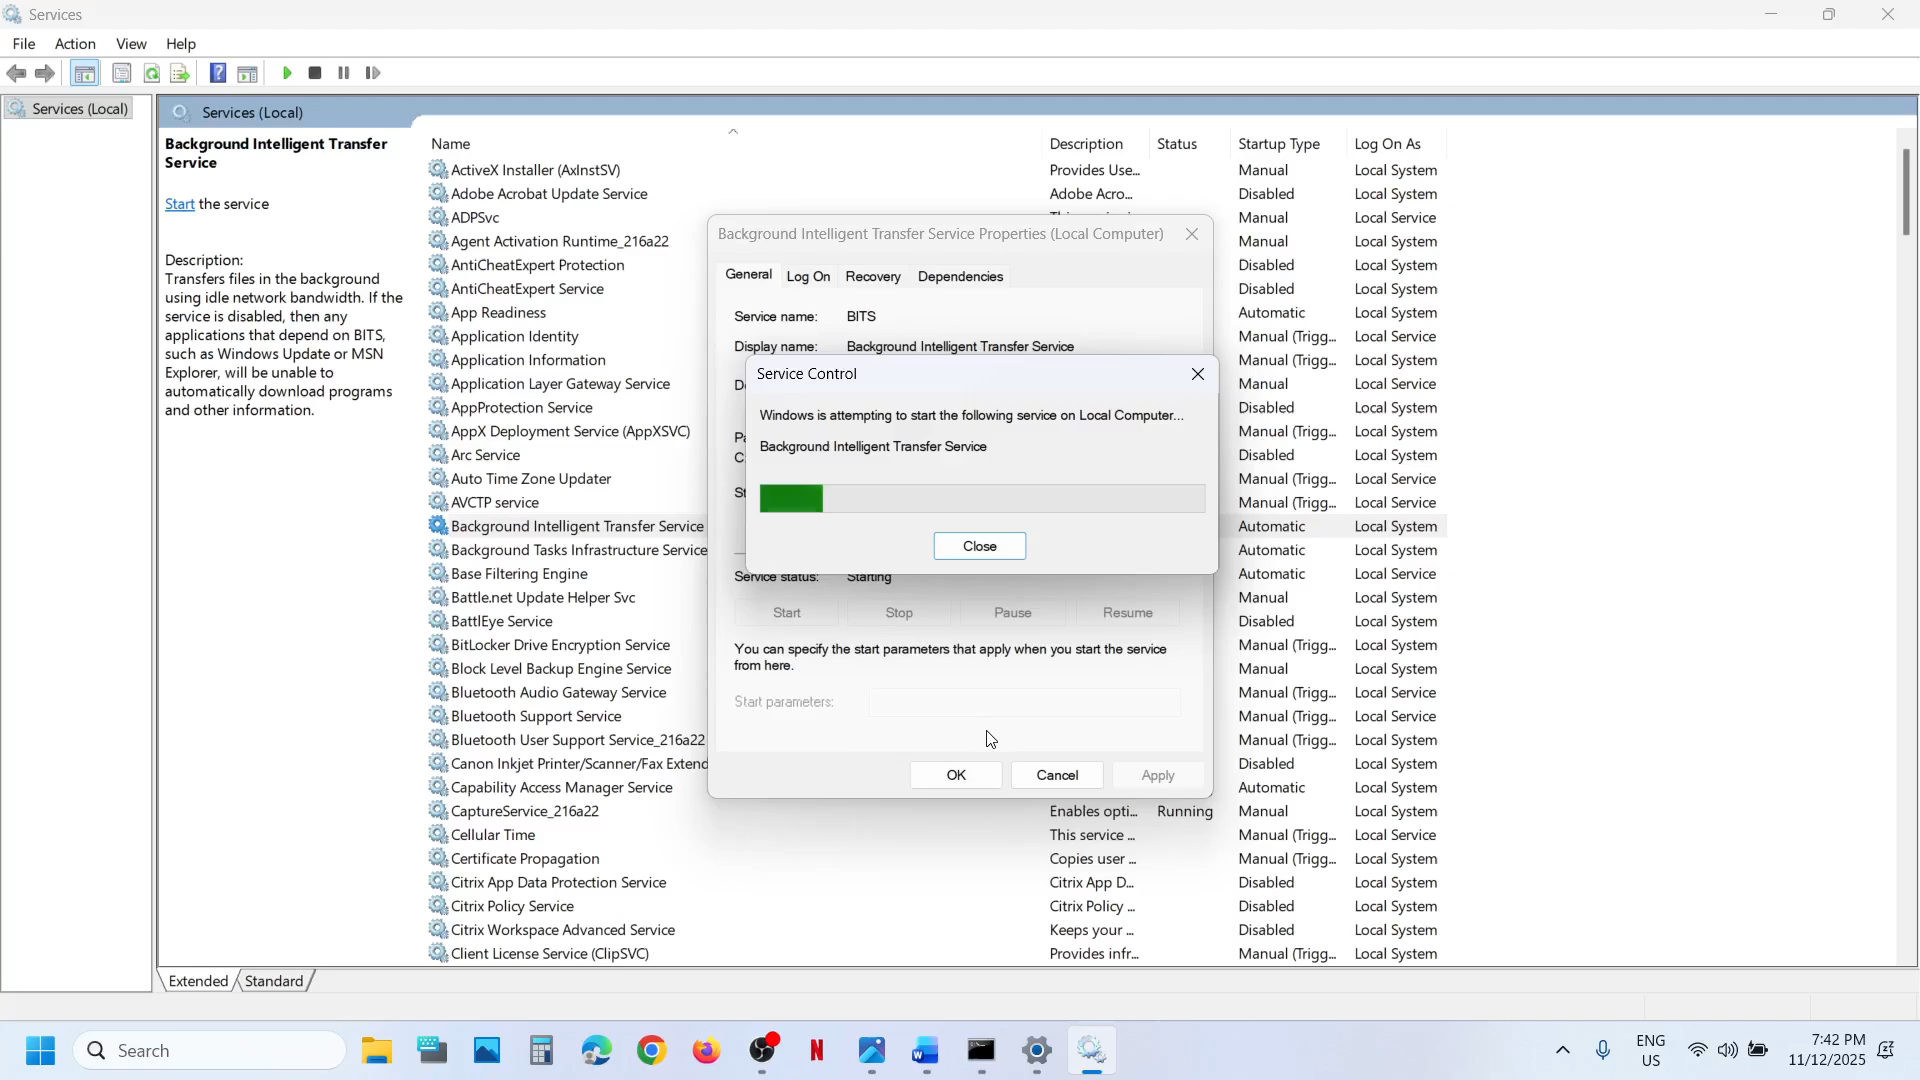 Services
File Action View Help
Services (Local)
Services (Local)
Background Intelligent Transfer
Service
Start the service
Description:
Transfers files in the background
using idle network bandwidth. If the
service is disabled, then any
applications that depend on BITS,
such as Windows Update or MSN
Explorer, will be unable to
automatically download programs
and other information.
Name Description Status Startup Type Log On As
ActiveX Installer (AxInstSV) Provides Use... Manual Local System
Adobe Acrobat Update Service Adobe Acro... Disabled Local System
ADPSvc Manual Local Service
Agent Activation Runtime_216a22 Manual Local System
AntiCheatExpert Protection Disabled Local System
AntiCheatExpert Service Disabled Local System
App Readiness Automatic Local System
Application Identity Manual (Trigg... Local Service
Application Information Manual (Trigg... Local System
Application Layer Gateway Service Manual Local Service
AppProtection Service Disabled Local System
AppX Deployment Service (AppXSVC) Manual (Trigg... Local System
Arc Service Disabled Local System
Auto Time Zone Updater Manual (Trigg... Local Service
AVCTP service Manual (Trigg... Local Service
Background Intelligent Transfer Service Automatic Local System
Background Tasks Infrastructure Service Automatic Local System
Base Filtering Engine Automatic Local Service
Battle.net Update Helper Svc Manual Local System
BattlEye Service Disabled Local System
BitLocker Drive Encryption Service Manual (Trigg... Local System
Block Level Backup Engine Service Manual Local System
Bluetooth Audio Gateway Service Manual (Trigg... Local Service
Bluetooth Support Service Manual (Trigg... Local Service
Bluetooth User Support Service_216a22 Manual (Trigg... Local System
Canon Inkjet Printer/Scanner/Fax Extend Disabled Local System
Capability Access Manager Service Automatic Local System
CaptureService_216a22 Enables opti... Running Manual Local System
Cellular Time This service ... Manual (Trigg... Local Service
Certificate Propagation Copies user ... Manual (Trigg... Local System
Citrix App Data Protection Service Citrix App D... Disabled Local System
Citrix Policy Service Citrix Policy ... Disabled Local System
Citrix Workspace Advanced Service Keeps your ... Disabled Local System
Client License Service (ClipSVC) Provides infr... Manual (Trigg... Local System
Background Intelligent Transfer Service Properties (Local Computer)
General Log On Recovery Dependencies
Service name: BITS
Display name: Background Intelligent Transfer Service
Service Control
Windows is attempting to start the following service on Local Computer...
Background Intelligent Transfer Service
Close
Service status: Starting
Start Stop Pause Resume
You can specify the start parameters that apply when you start the service
from here.
Start parameters:
OK Cancel Apply
Extended Standard
Search
ENG
US
7:42 PM
11/12/2025